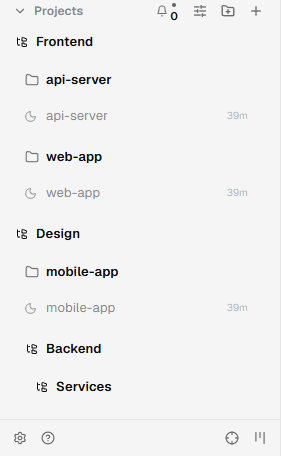 Projects 0
Frontend
api-server
api-server 39m
web-app
web-app 39m
Design
mobile-app
mobile-app 39m
Backend
Services